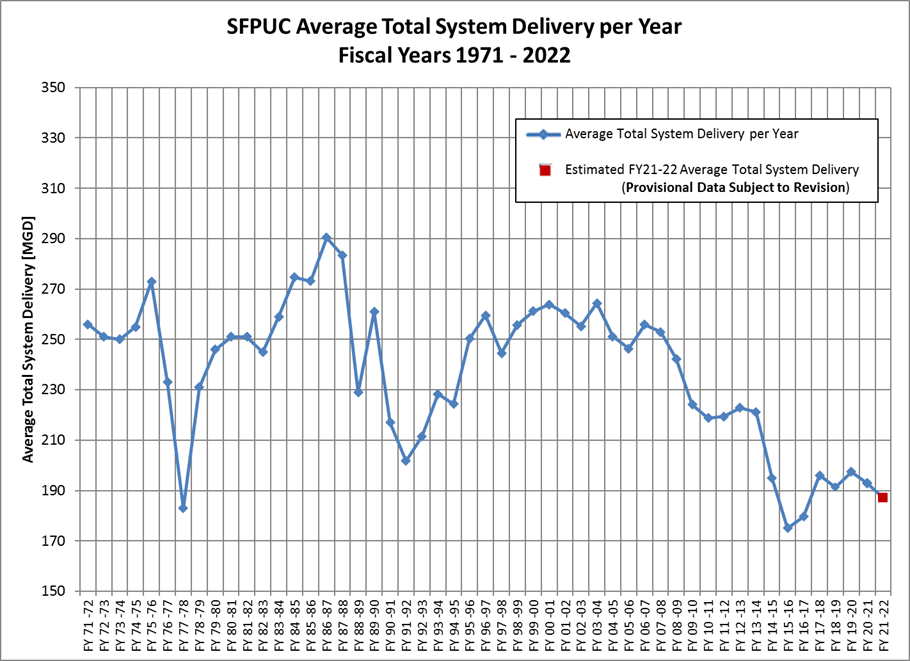 SFPUC Average Total System Delivery per Year
Fiscal Years 1971 - 2022
350
330
310
290
270
250
230
210
190
170
150
Average Total System Delivery [MGD]
Average Total System Delivery per Year
Estimated FY21-22 Average Total System Delivery
(Provisional Data Subject to Revision)
FY 71 -72
FY 72 -73
FY 73 -74
FY 74 -75
FY 75 -76
FY 76 -77
FY 77 -78
FY 78 -79
FY 79 -80
FY 80 -81
FY 81 -82
FY 82 -83
FY 83 -84
FY 84 -85
FY 85 -86
FY 86 -87
FY 87 -88
FY 88 -89
FY 89 -90
FY 90 -91
FY 91 -92
FY 92 -93
FY 93 -94
FY 94 -95
FY 95 -96
FY 96 -97
FY 97 -98
FY 98 -99
FY 99 -00
FY 00 -01
FY 01 -02
FY 02 -03
FY 03 -04
FY 04 -05
FY 05 -06
FY 06 -07
FY 07 -08
FY 08 -09
FY 09 -10
FY 10 -11
FY 11 -12
FY 12 -13
FY 13 -14
FY 14 -15
FY 15 -16
FY 16 -17
FY 17 -18
FY 18 -19
FY 19 -20
FY 20 -21
FY 21 -22